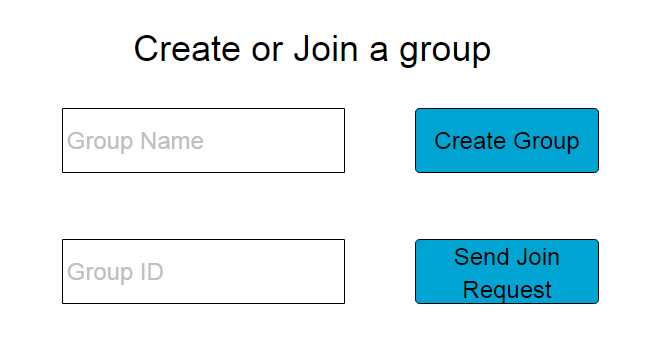 Create or Join a group
Group Name
Create Group
Group ID
Send Join
Request